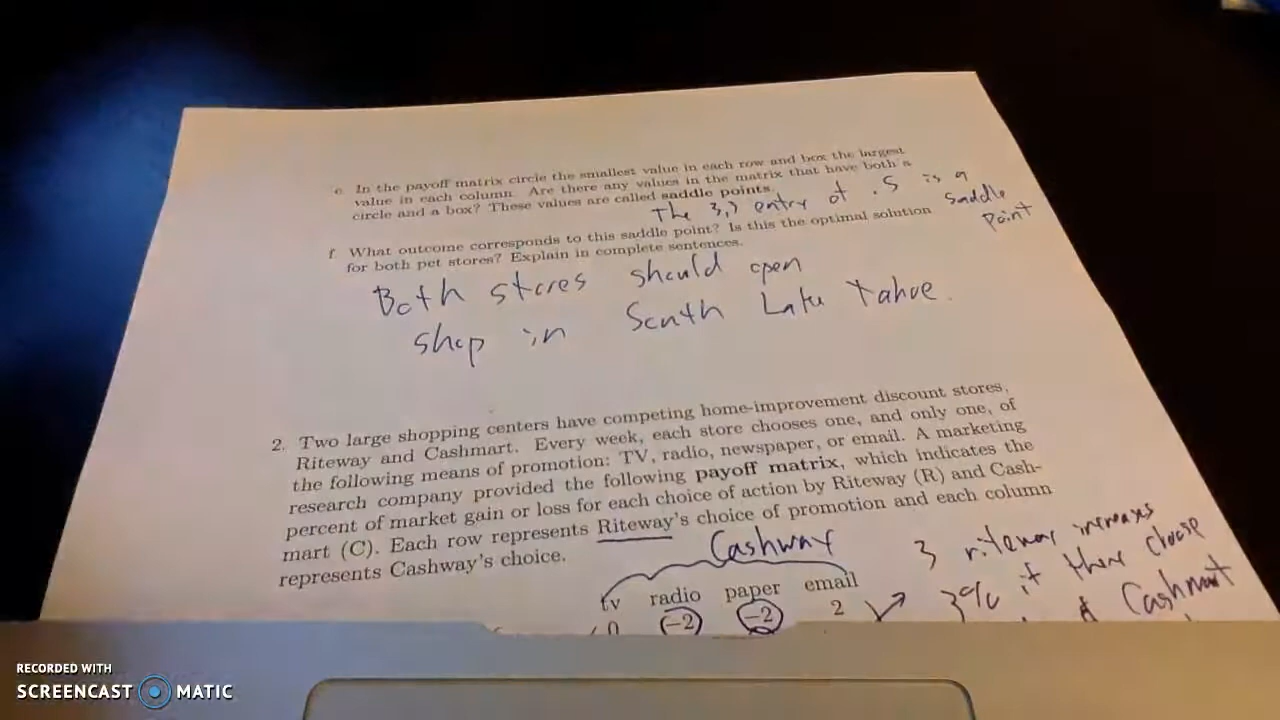 e. In the payoff matrix circle the smallest value in each row and box the largest
value in each column. Are there any values in the matrix that have both a
circle and a box? These values are called saddle points.
The 3,3 entry of .5 is a
saddle
point
f. What outcome corresponds to this saddle point? Is this the optimal solution
for both pet stores? Explain in complete sentences.
Both stores should open
shop in South Lake Tahoe.
2. Two large shopping centers have competing home-improvement discount stores,
Riteway and Cashmart. Every week, each store chooses one, and only one, of
the following means of promotion: TV, radio, newspaper, or email. A marketing
research company provided the following payoff matrix, which indicates the
percent of market gain or loss for each choice of action by Riteway (R) and Cash-
mart (C). Each row represents Riteway's choice of promotion and each column
represents Cashway's choice.
Cashway
tv radio paper email
0 -2 -2 2
3 riteway increases
3% if they choose
Cashmart
RECORDED WITH
SCREENCAST MATIC